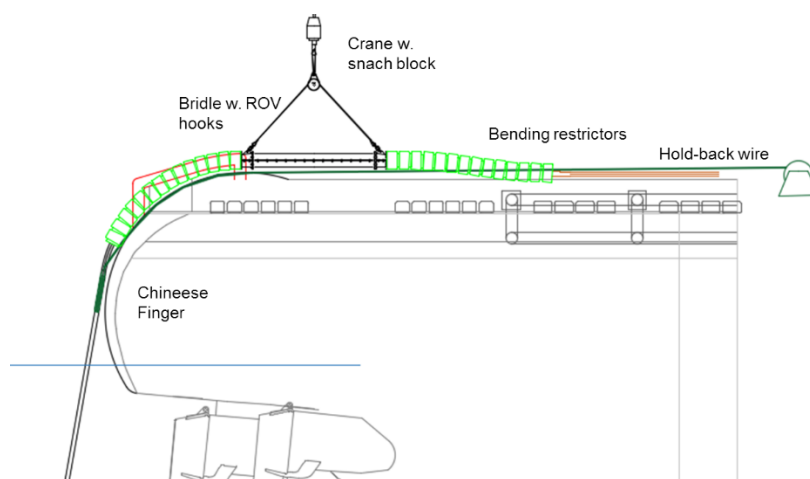 Crane w.
snach block
Bridle w. ROV
hooks
Bending restrictors
Hold-back wire
Chineese
Finger